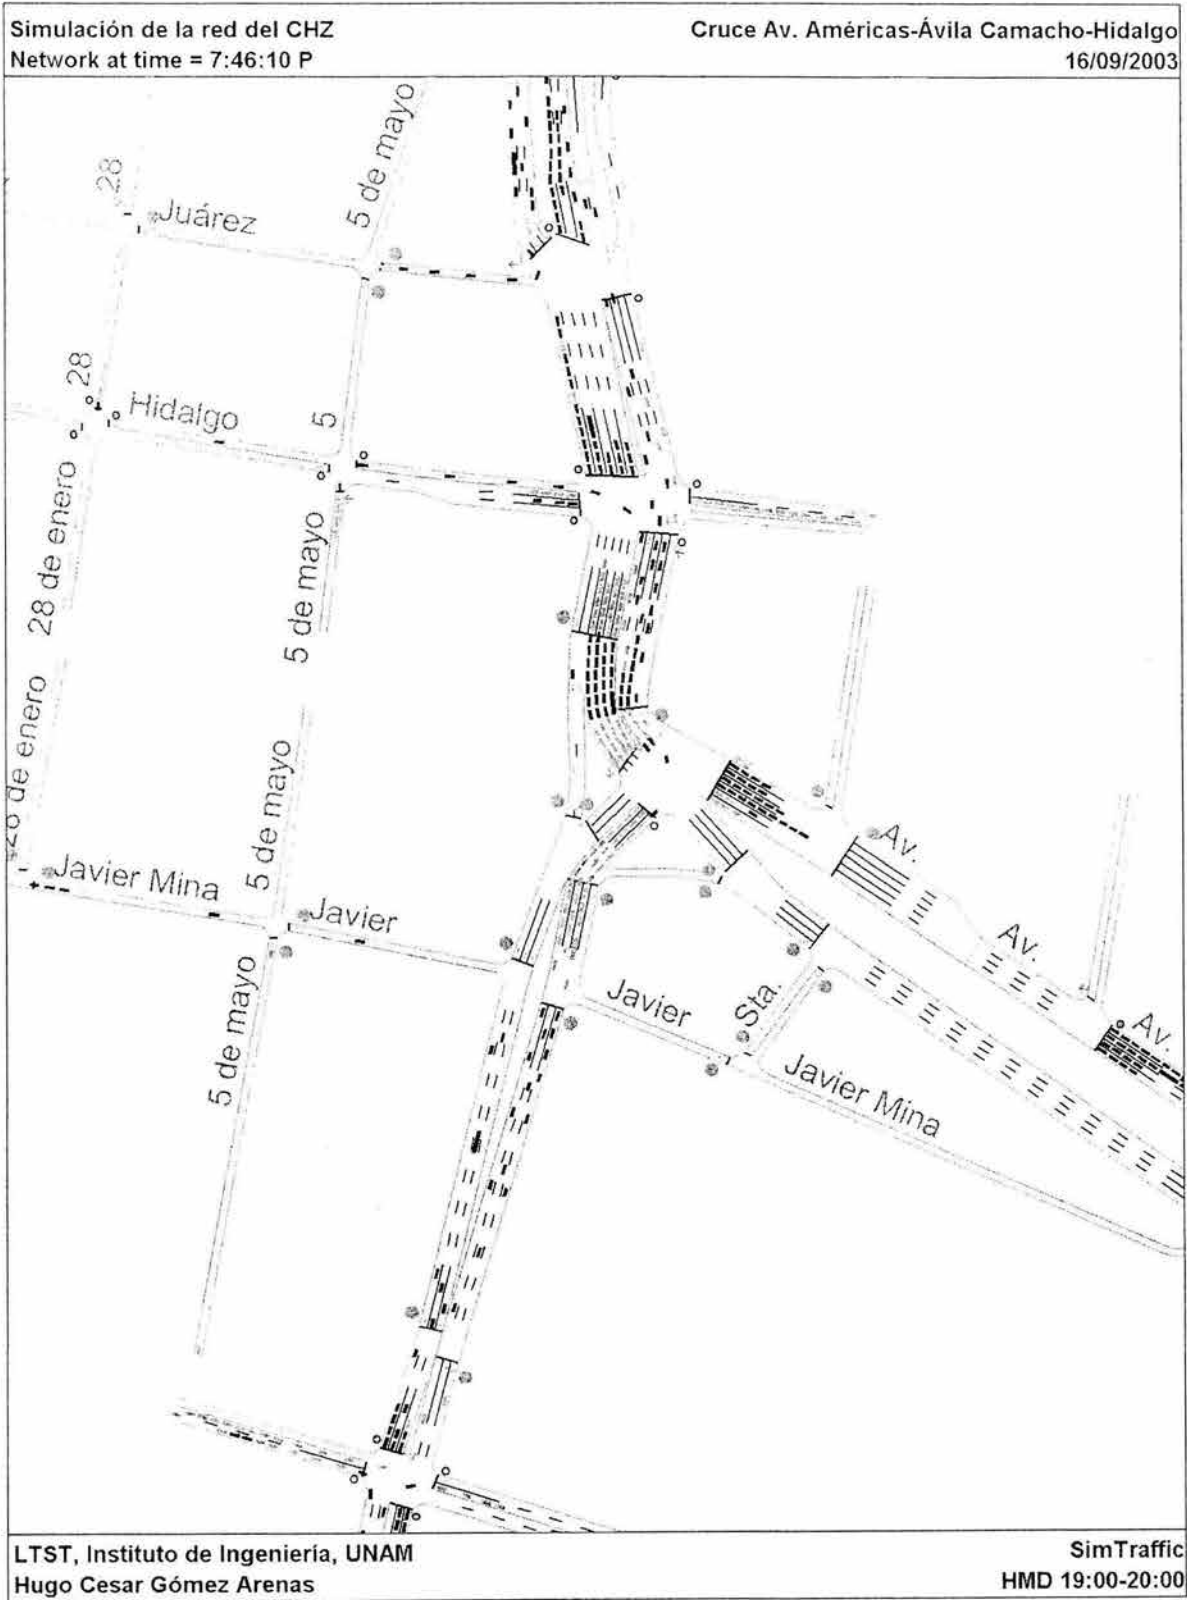 Simulación de la red del CHZ
Cruce Av. Américas-Ávila Camacho-Hidalgo
Network at time = 7:46:10 P
16/09/2003
5 de mayo
28
Juárez
28
Hidalgo
5
28 de enero
5 de mayo
28 de enero
5 de mayo
Av.
Javier Mina
Javier
Av.
5 de mayo
Javier
Sta.
Av.
Javier Mina
LTST, Instituto de Ingeniería, UNAM
SimTraffic
Hugo Cesar Gómez Arenas
HMD 19:00-20:00